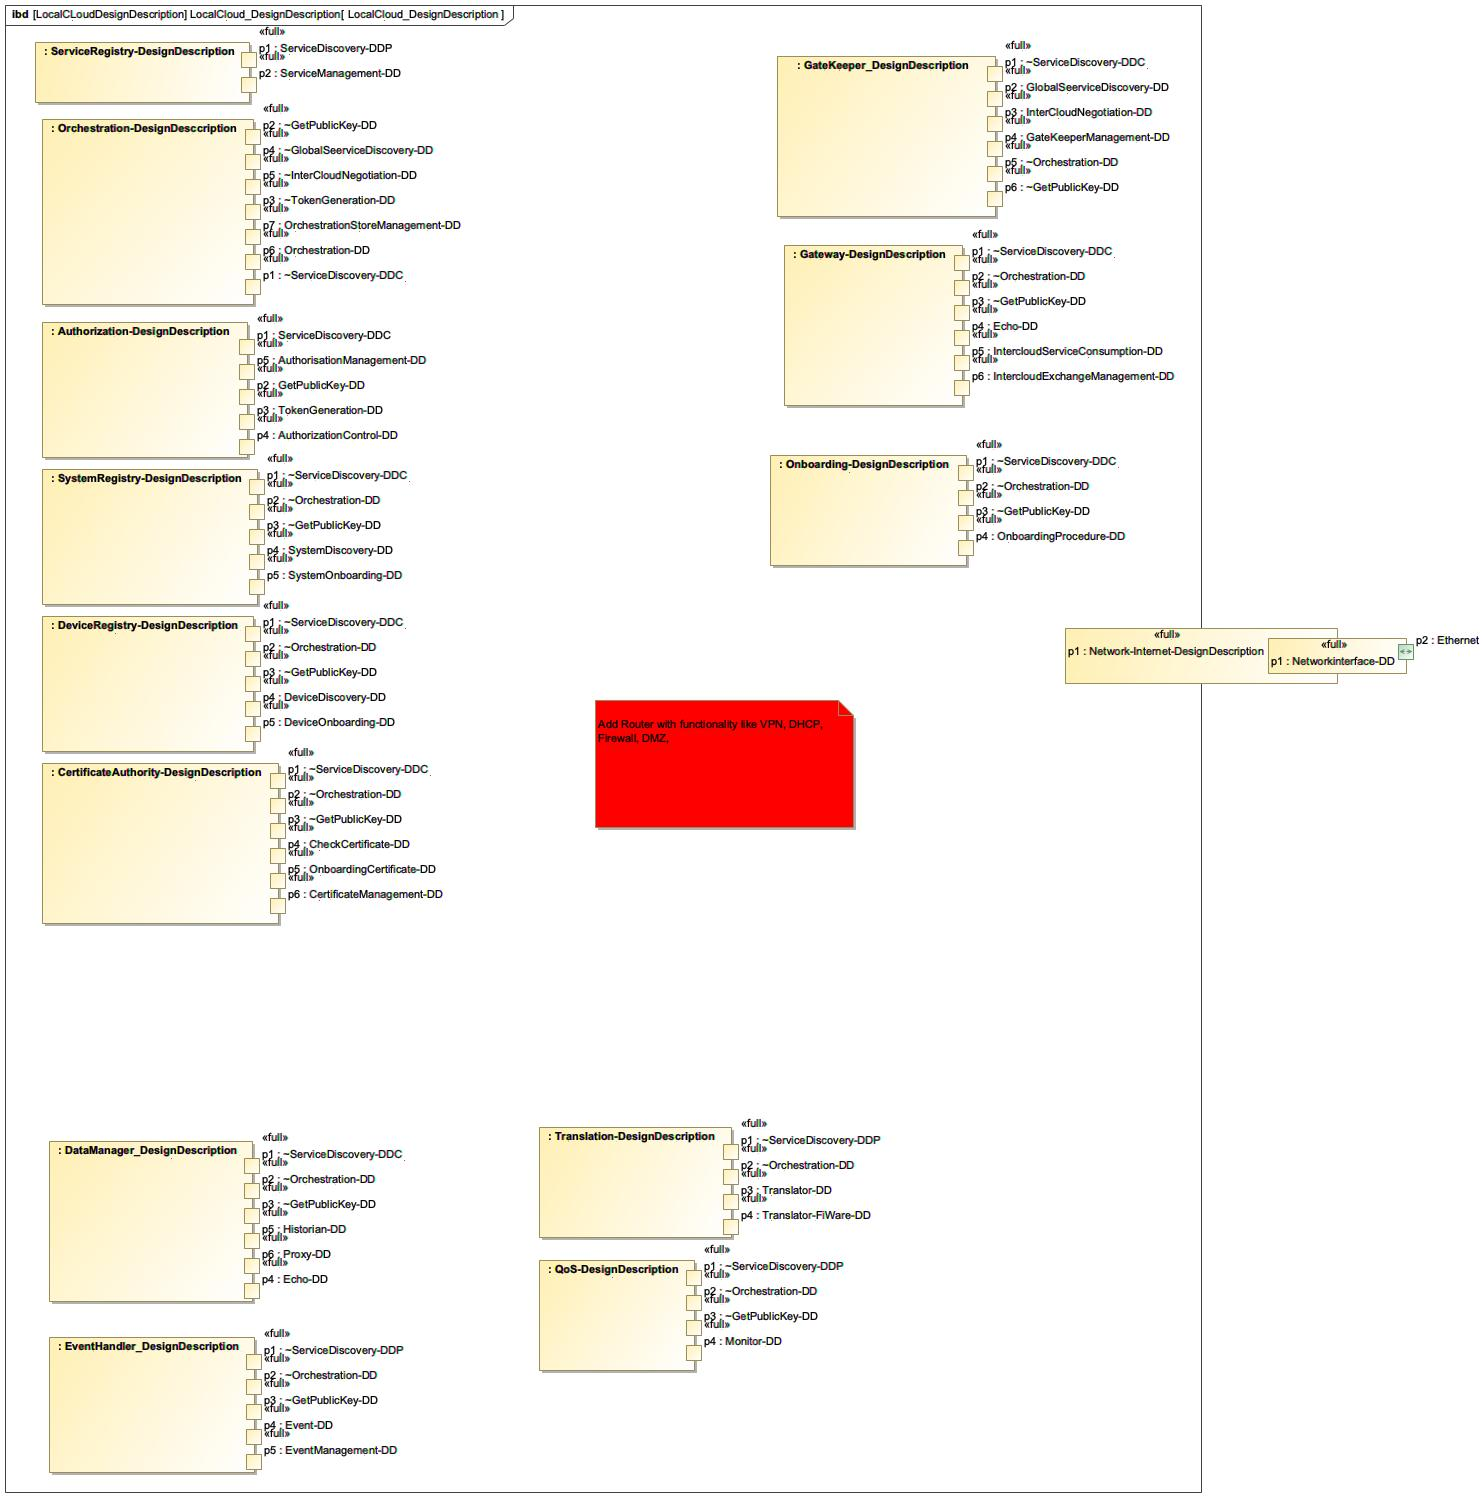 ibd [LocalCLoudDesignDescription] LocalCloud_DesignDescription[ LocalCloud_DesignDescription ]
: ServiceRegistry-DesignDescription
«full»
p1 : ServiceDiscovery-DDP
«full»
p2 : ServiceManagement-DD
: Orchestration-DesignDesccription
«full»
p2 : ~GetPublicKey-DD
«full»
p4 : ~GlobalSeerviceDiscovery-DD
«full»
p5 : ~InterCloudNegotiation-DD
«full»
p3 : ~TokenGeneration-DD
«full»
p7 : OrchestrationStoreManagement-DD
«full»
p6 : Orchestration-DD
«full»
p1 : ~ServiceDiscovery-DDC
: Authorization-DesignDescription
«full»
p1 : ServiceDiscovery-DDC
«full»
p5 : AuthorisationManagement-DD
«full»
p2 : GetPublicKey-DD
«full»
p3 : TokenGeneration-DD
«full»
p4 : AuthorizationControl-DD
: SystemRegistry-DesignDescription
«full»
p1 : ~ServiceDiscovery-DDC
«full»
p2 : ~Orchestration-DD
«full»
p3 : ~GetPublicKey-DD
«full»
p4 : SystemDiscovery-DD
«full»
p5 : SystemOnboarding-DD
: DeviceRegistry-DesignDescription
«full»
p1 : ~ServiceDiscovery-DDC
«full»
p2 : ~Orchestration-DD
«full»
p3 : ~GetPublicKey-DD
«full»
p4 : DeviceDiscovery-DD
«full»
p5 : DeviceOnboarding-DD
: CertificateAuthority-DesignDescription
«full»
p1 : ~ServiceDiscovery-DDC
«full»
p2 : ~Orchestration-DD
«full»
p3 : ~GetPublicKey-DD
«full»
p4 : CheckCertificate-DD
«full»
p5 : OnboardingCertificate-DD
«full»
p6 : CertificateManagement-DD
: GateKeeper_DesignDescription
«full»
p1 : ~ServiceDiscovery-DDC
«full»
p2 : GlobalSeerviceDiscovery-DD
«full»
p3 : InterCloudNegotiation-DD
«full»
p4 : GateKeeperManagement-DD
«full»
p5 : ~Orchestration-DD
«full»
p6 : ~GetPublicKey-DD
: Gateway-DesignDescription
«full»
p1 : ~ServiceDiscovery-DDC
«full»
p2 : ~Orchestration-DD
«full»
p3 : ~GetPublicKey-DD
«full»
p4 : Echo-DD
«full»
p5 : IntercloudServiceConsumption-DD
«full»
p6 : IntercloudExchangeManagement-DD
: Onboarding-DesignDescription
«full»
p1 : ~ServiceDiscovery-DDC
«full»
p2 : ~Orchestration-DD
«full»
p3 : ~GetPublicKey-DD
«full»
p4 : OnboardingProcedure-DD
«full»
p1 : Network-Internet-DesignDescription
«full»
p1 : Networkinterface-DD
p2 : Ethernet
Add Router with functionality like VPN, DHCP,
Firewall, DMZ,
: DataManager_DesignDescription
«full»
p1 : ~ServiceDiscovery-DDC
«full»
p2 : ~Orchestration-DD
«full»
p3 : ~GetPublicKey-DD
«full»
p5 : Historian-DD
«full»
p6 : Proxy-DD
«full»
p4 : Echo-DD
: EventHandler_DesignDescription
«full»
p1 : ~ServiceDiscovery-DDP
«full»
p2 : ~Orchestration-DD
«full»
p3 : ~GetPublicKey-DD
«full»
p4 : Event-DD
«full»
p5 : EventManagement-DD
: Translation-DesignDescription
«full»
p1 : ~ServiceDiscovery-DDP
«full»
p2 : ~Orchestration-DD
«full»
p3 : Translator-DD
«full»
p4 : Translator-FiWare-DD
: QoS-DesignDescription
«full»
p1 : ~ServiceDiscovery-DDP
«full»
p2 : ~Orchestration-DD
«full»
p3 : ~GetPublicKey-DD
«full»
p4 : Monitor-DD